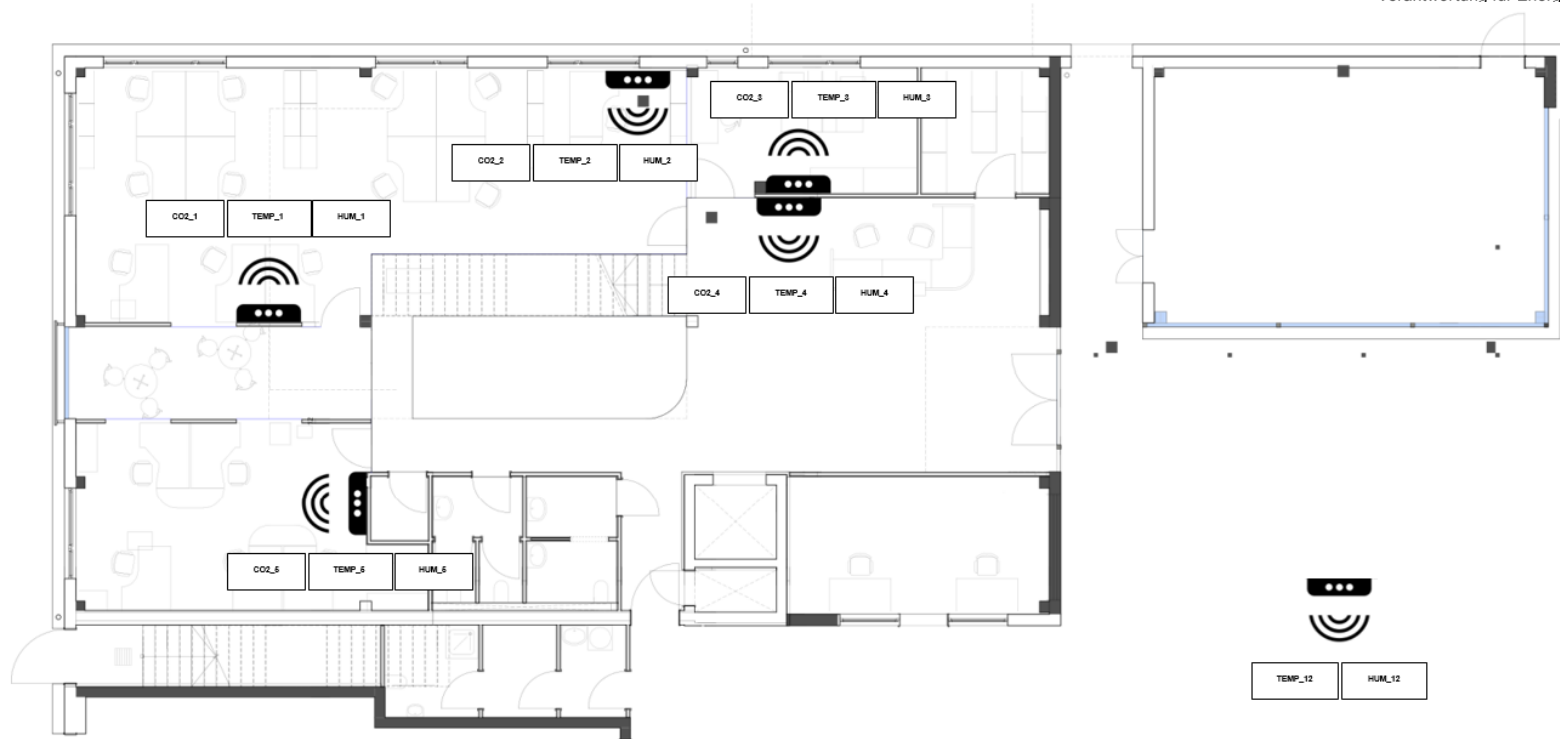 CO2_3 TEMP_3 HUM_3
CO2_2 TEMP_2 HUM_2
CO2_1 TEMP_1 HUM_1
CO2_4 TEMP_4 HUM_4
CO2_5 TEMP_5 HUM_5
TEMP_12 HUM_12